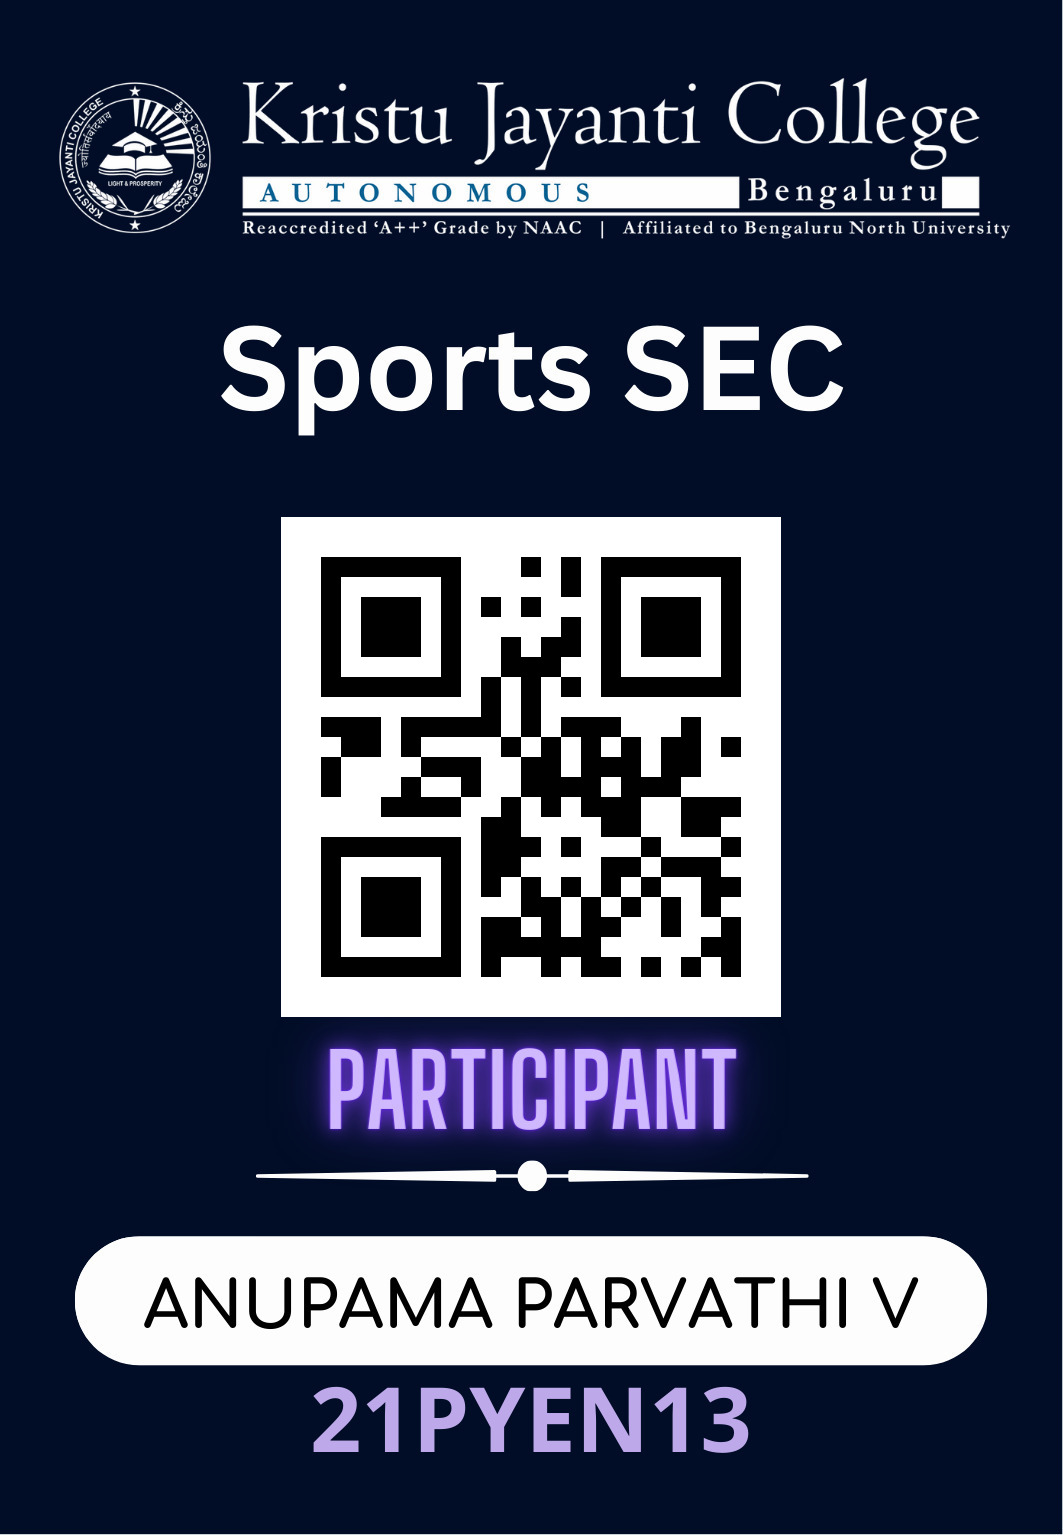 Kristu Jayanti College
AUTONOMOUS Bengaluru
Reaccredited ‘A++’ Grade by NAAC | Affiliated to Bengaluru North University
KRISTU JAYANTI COLLEGE
LIGHT & PROSPERITY
Sports SEC
PARTICIPANT
ANUPAMA PARVATHI V
21PYEN13